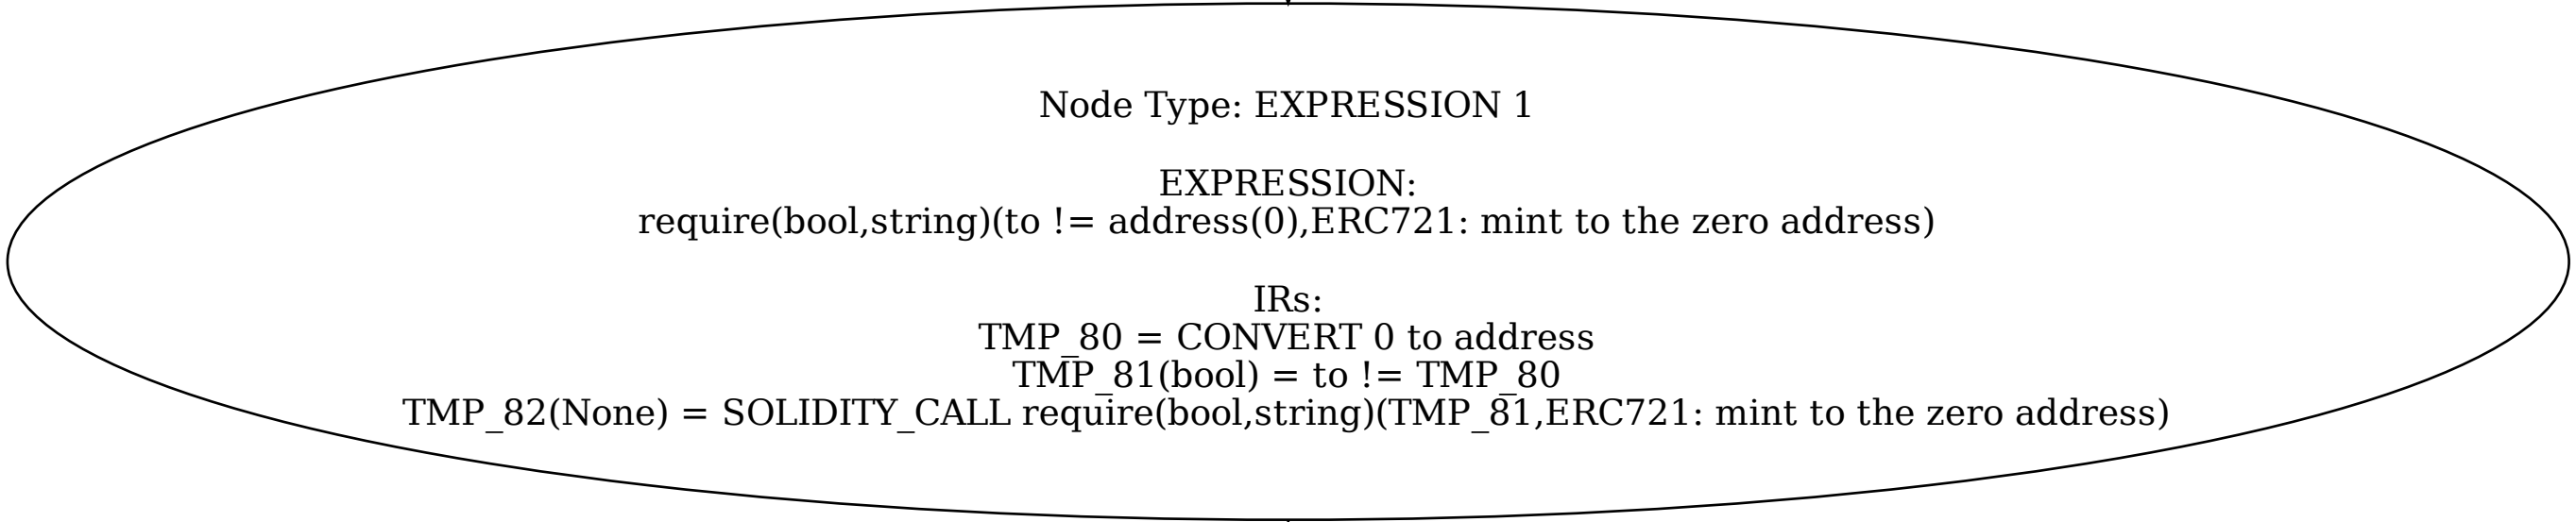 Node Type: EXPRESSION 1
EXPRESSION:
require(bool,string)(to != address(0),ERC721: mint to the zero address)
IRs:
TMP_80 = CONVERT 0 to address
TMP_81(bool) = to != TMP_80
TMP_82(None) = SOLIDITY_CALL require(bool,string)(TMP_81,ERC721: mint to the zero address)